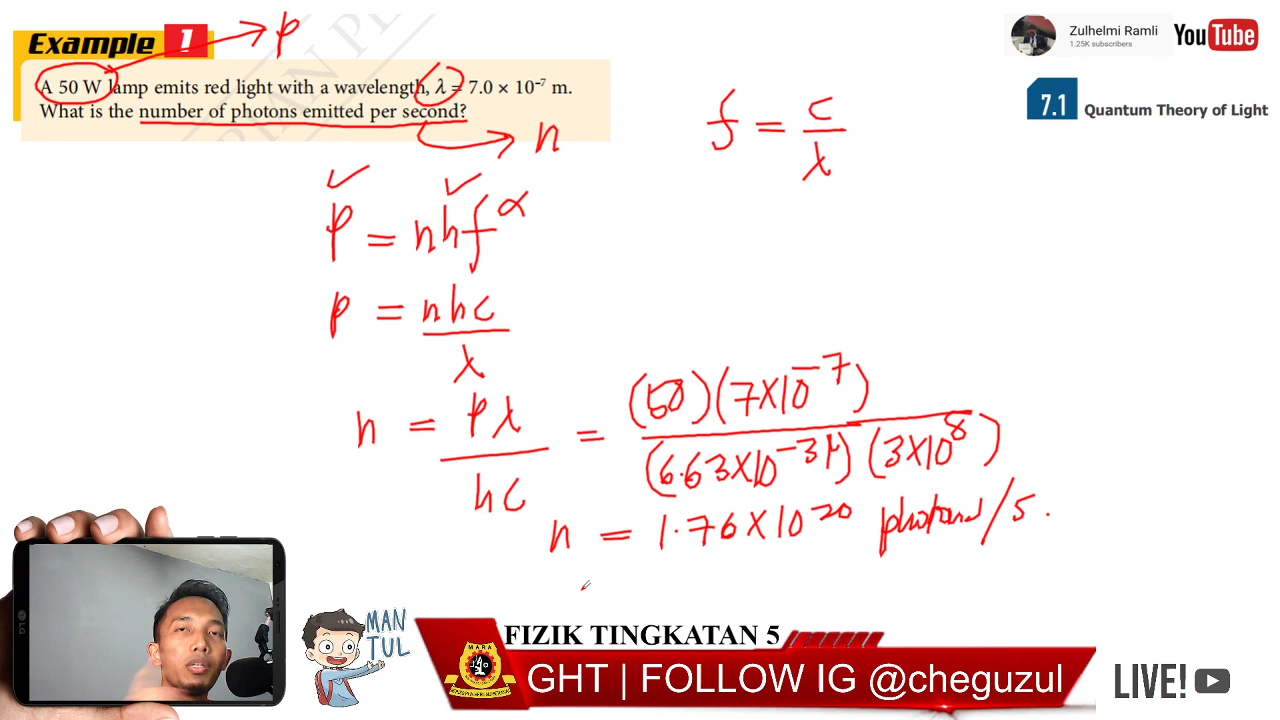 Example 1
p
A 50 W lamp emits red light with a wavelength, λ = 7.0 × 10⁻⁷ m.
What is the number of photons emitted per second?
n
Zulhelmi Ramli
1.25K subscribers
YouTube
7.1 Quantum Theory of Light
f = c/λ
P = nhf α
P = nhc/λ
n = Pλ/hc = (50)(7×10⁻⁷)/(6.63×10⁻³⁴)(3×10⁸)
n = 1.76×10²⁰ photons/s.
LG
MAN
TUL
MARA
FIZIK TINGKATAN 5
GHT | FOLLOW IG @cheguzul
LIVE!